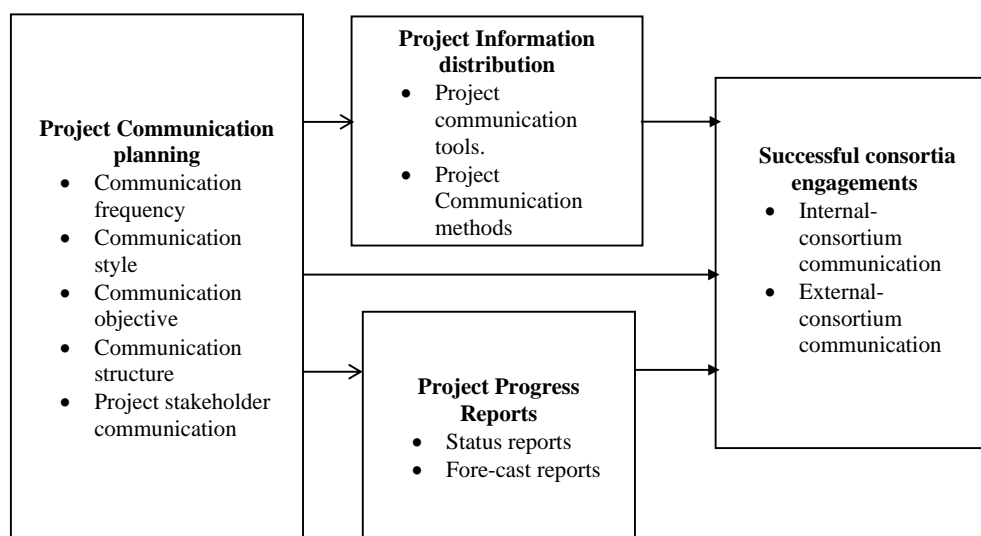 Project Communication
planning
• Communication
frequency
• Communication
style
• Communication
objective
• Communication
structure
• Project stakeholder
communication
Project Information
distribution
• Project
communication
tools.
• Project
Communication
methods
Project Progress
Reports
• Status reports
• Fore-cast reports
Successful consortia
engagements
• Internal-
consortium
communication
• External-
consortium
communication